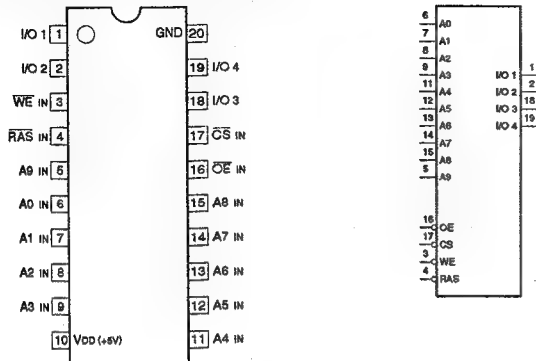 I/O 1 1 GND 20
I/O 2 2 19 I/O 4
WE IN 3 18 I/O 3
RAS IN 4 17 CS IN
A9 IN 5 16 OE IN
A0 IN 6 15 A8 IN
A1 IN 7 14 A7 IN
A2 IN 8 13 A6 IN
A3 IN 9 12 A5 IN
10 VDD (+5V) 11 A4 IN
6 A0
7 A1
8 A2
9 A3
11 A4
12 A5
13 A6
14 A7
15 A8
5 A9
I/O 1 1
I/O 2 2
I/O 3 18
I/O 4 19
16 OE
17 CS
3 WE
4 RAS